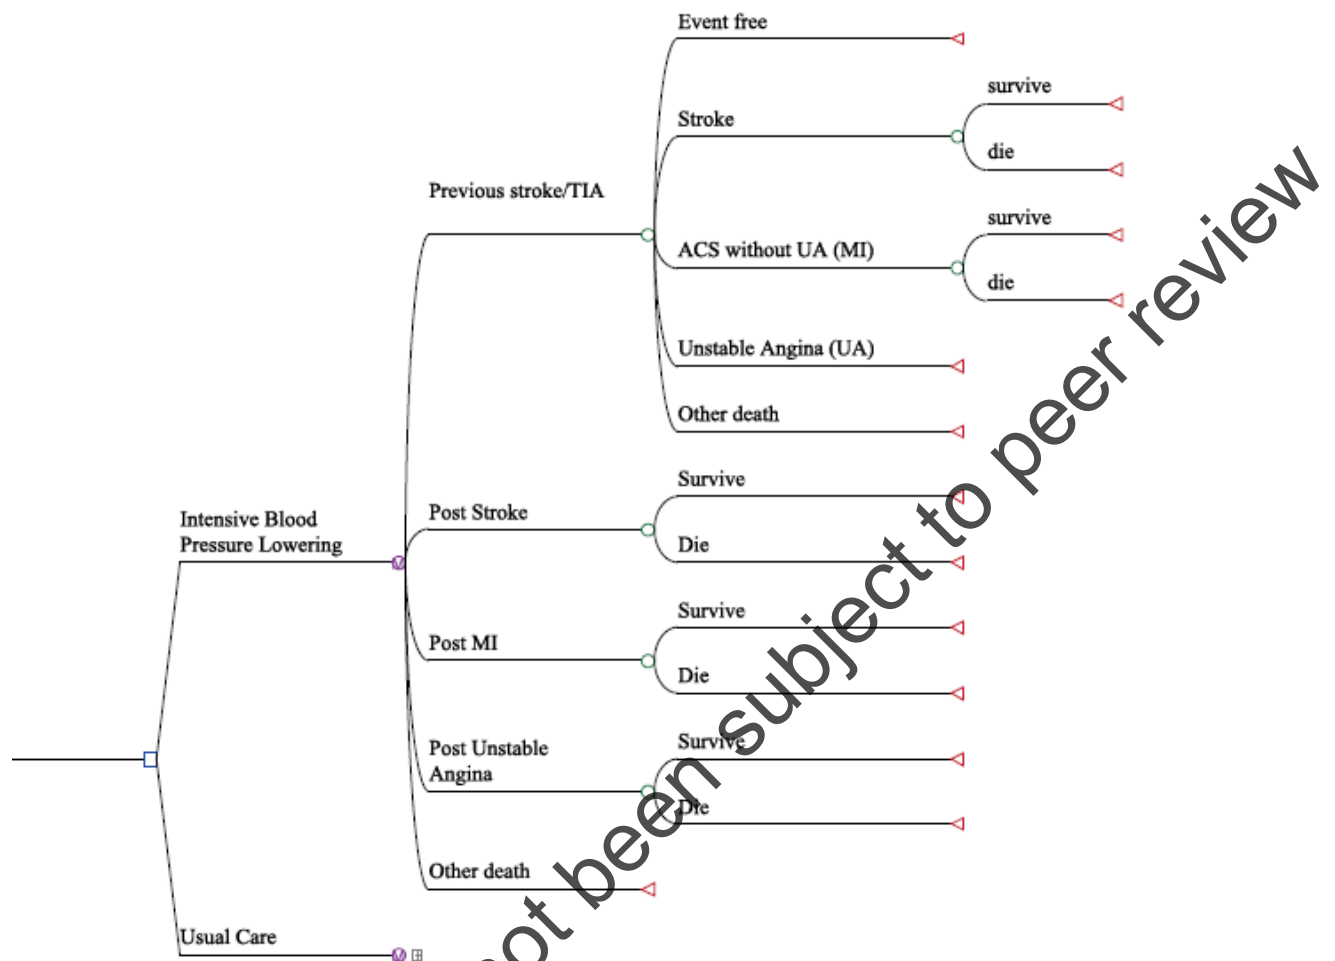 Event free
survive
Stroke
die
Previous stroke/TIA
survive
ACS without UA (MI)
die
Unstable Angina (UA)
Other death
Survive
Intensive Blood
Pressure Lowering
Post Stroke
Die
Survive
Post MI
Die
Survive
Post Unstable
Angina
Die
Other death
Usual Care
not been subject to peer review